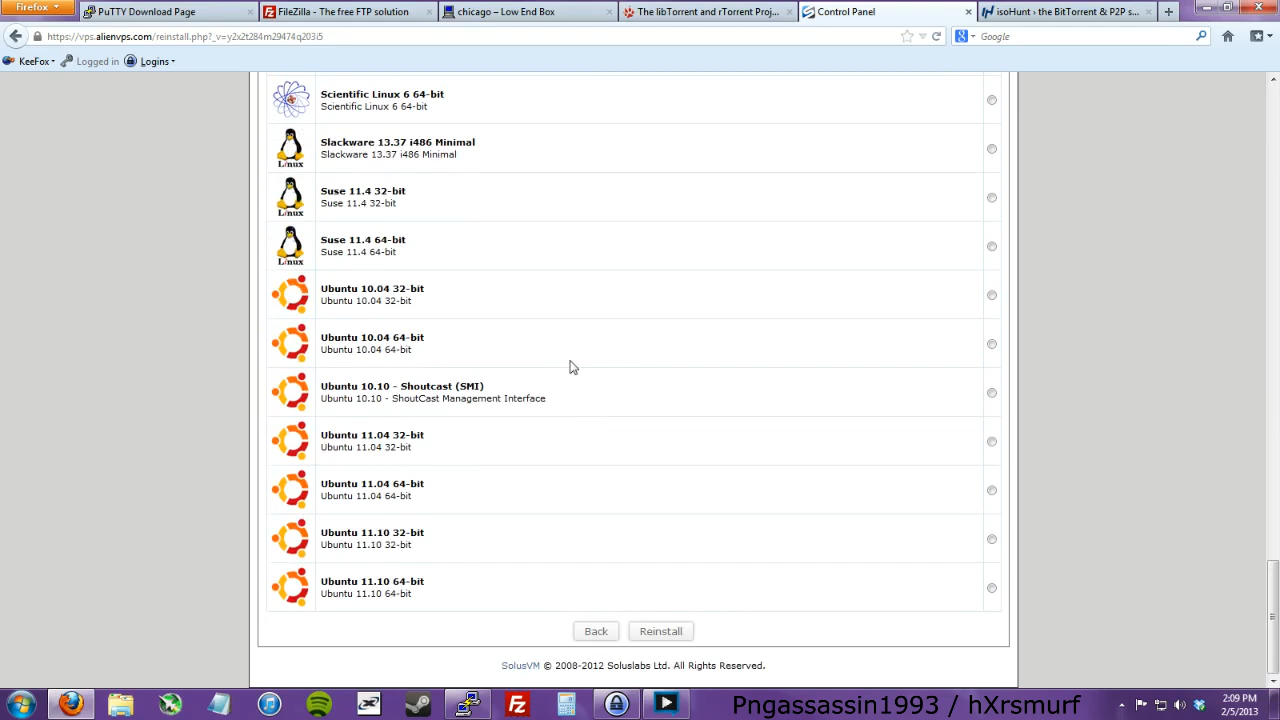 Firefox
PuTTY Download Page
FileZilla - The free FTP solution
chicago – Low End Box
The libTorrent and rTorrent Proj...
Control Panel
isoHunt › the BitTorrent & P2P s...
https://vps.alienvps.com/reinstall.php?_v=y2x2t284m29474q203i5
Google
KeeFox
Logged in
Logins
Scientific Linux 6 64-bit
Scientific Linux 6 64-bit
Slackware 13.37 i486 Minimal
Slackware 13.37 i486 Minimal
Linux
Suse 11.4 32-bit
Suse 11.4 32-bit
Linux
Suse 11.4 64-bit
Suse 11.4 64-bit
Linux
Ubuntu 10.04 32-bit
Ubuntu 10.04 32-bit
Ubuntu 10.04 64-bit
Ubuntu 10.04 64-bit
Ubuntu 10.10 - Shoutcast (SMI)
Ubuntu 10.10 - ShoutCast Management Interface
Ubuntu 11.04 32-bit
Ubuntu 11.04 32-bit
Ubuntu 11.04 64-bit
Ubuntu 11.04 64-bit
Ubuntu 11.10 32-bit
Ubuntu 11.10 32-bit
Ubuntu 11.10 64-bit
Ubuntu 11.10 64-bit
Back
Reinstall
SolusVM © 2008-2012 Soluslabs Ltd. All Rights Reserved.
Pngassassin1993 / hXrsmurf
2:09 PM
2/5/2013